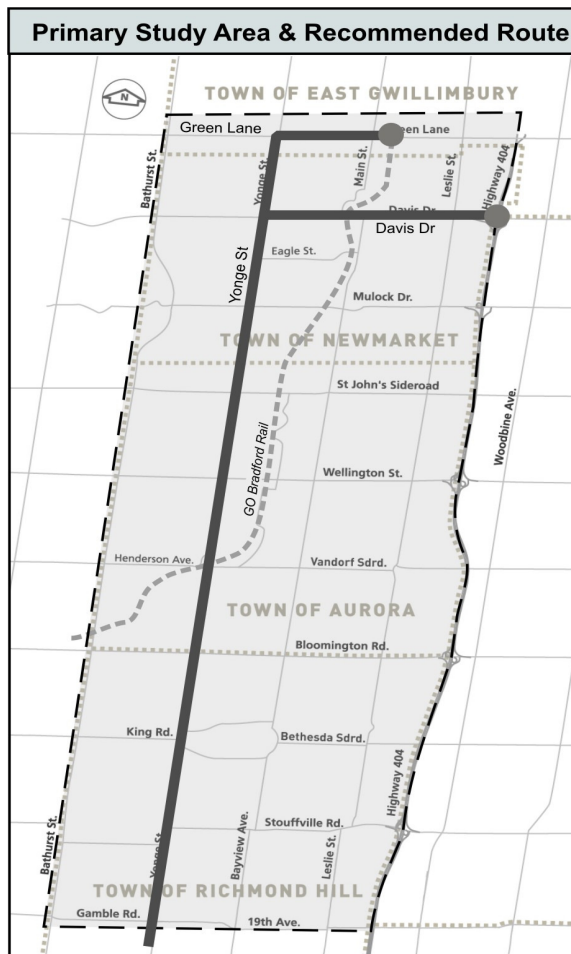 Primary Study Area & Recommended Route
N
TOWN OF EAST GWILLIMBURY
Green Lane
een Lane
Bathurst St.
Yonge St.
Main St.
Leslie St.
Highway 404
Davis Dr
Davis Dr
Eagle St.
Yonge St
Mulock Dr.
TOWN OF NEWMARKET
St John's Sideroad
Woodbine Ave.
GO Bradford Rail
Wellington St.
Henderson Ave.
Vandorf Sdrd.
TOWN OF AURORA
Bloomington Rd.
King Rd.
Bethesda Sdrd.
Highway 404
Stouffville Rd.
Bathurst St.
Yonge St.
Bayview Ave.
Leslie St.
TOWN OF RICHMOND HILL
Gamble Rd.
19th Ave.